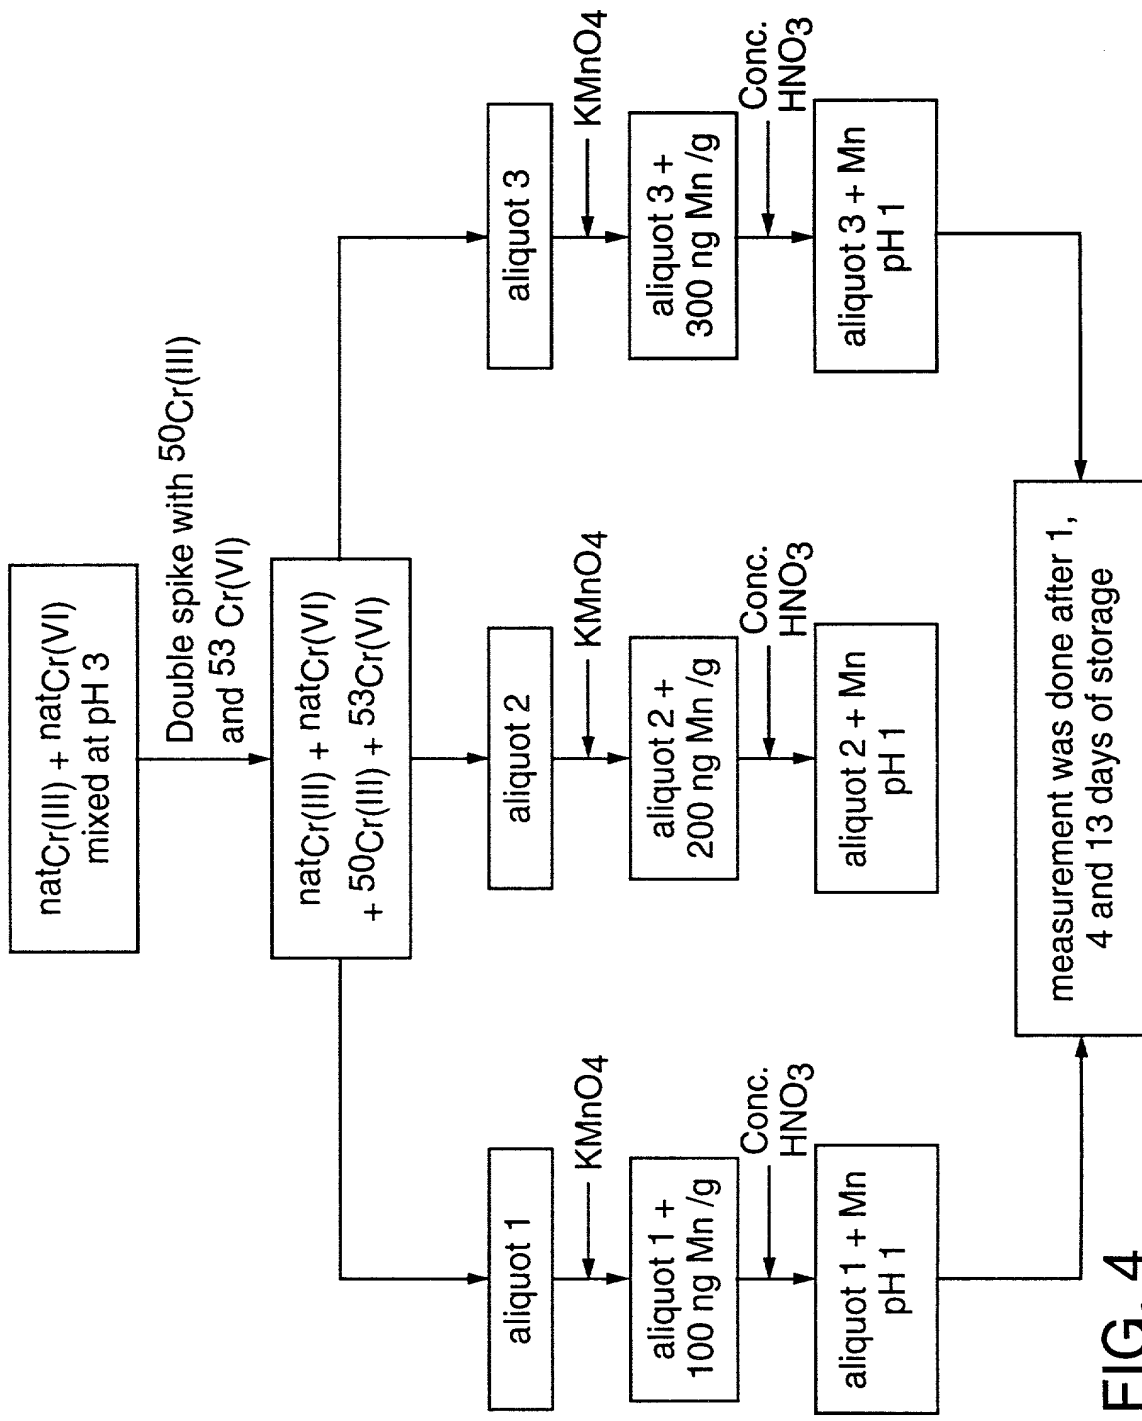 natCr(III) + natCr(VI)
mixed at pH 3
Double spike with 50Cr(III)
and 53 Cr(VI)
natCr(III) + natCr(VI)
+ 50Cr(III) + 53Cr(VI)
aliquot 1
KMnO4
aliquot 1 +
100 ng Mn /g
Conc.
HNO3
aliquot 1 + Mn
pH 1
aliquot 2
KMnO4
aliquot 2 +
200 ng Mn /g
Conc.
HNO3
aliquot 2 + Mn
pH 1
aliquot 3
KMnO4
aliquot 3 +
300 ng Mn /g
Conc.
HNO3
aliquot 3 + Mn
pH 1
measurement was done after 1,
4 and 13 days of storage
FIG. 4